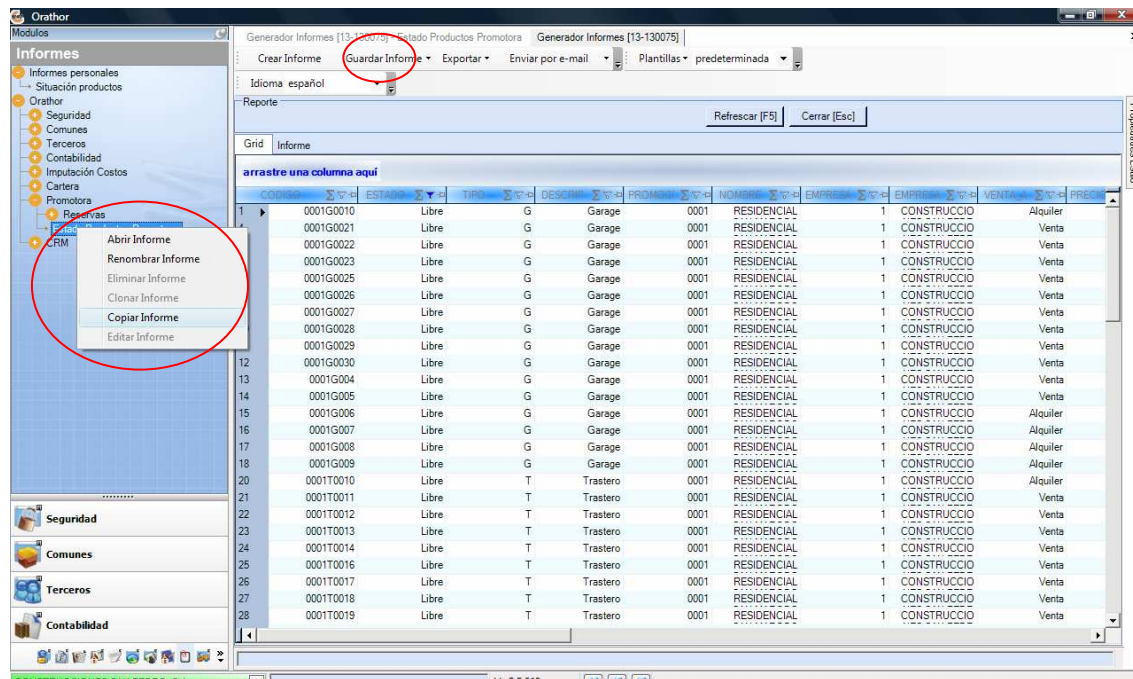 Orathor
Modulos
Informes
Informes personales
Situación productos
Orathor
Seguridad
Comunes
Terceros
Contabilidad
Imputación Costos
Cartera
Promotora
Reservas
CRM
Abrir Informe
Renombrar Informe
Eliminar Informe
Clonar Informe
Copiar Informe
Editar Informe
Seguridad
Comunes
Terceros
Contabilidad
Generador Informes [13-130075] - Estado Productos Promotora Generador Informes [13-130075]
Crear Informe Guardar Informe Exportar Enviar por e-mail Plantillas predeterminada
Idioma español
Reporte
Refrescar [F5] Cerrar [Esc]
Grid Informe
arrastre una columna aquí
CODIGO ESTADO TIPO DESCRIP PROMOCI NOMBRE EMPRESA EMPRESA VENTA_A PRECIO
1 0001G0010 Libre G Garage 0001 RESIDENCIAL 1 CONSTRUCCIO Alquiler
0001G0021 Libre G Garage 0001 RESIDENCIAL 1 CONSTRUCCIO Venta
0001G0022 Libre G Garage 0001 RESIDENCIAL 1 CONSTRUCCIO Venta
0001G0023 Libre G Garage 0001 RESIDENCIAL 1 CONSTRUCCIO Venta
0001G0025 Libre G Garage 0001 RESIDENCIAL 1 CONSTRUCCIO Venta
0001G0026 Libre G Garage 0001 RESIDENCIAL 1 CONSTRUCCIO Venta
0001G0027 Libre G Garage 0001 RESIDENCIAL 1 CONSTRUCCIO Venta
0001G0028 Libre G Garage 0001 RESIDENCIAL 1 CONSTRUCCIO Venta
0001G0029 Libre G Garage 0001 RESIDENCIAL 1 CONSTRUCCIO Venta
12 0001G0030 Libre G Garage 0001 RESIDENCIAL 1 CONSTRUCCIO Venta
13 0001G004 Libre G Garage 0001 RESIDENCIAL 1 CONSTRUCCIO Venta
14 0001G005 Libre G Garage 0001 RESIDENCIAL 1 CONSTRUCCIO Venta
15 0001G006 Libre G Garage 0001 RESIDENCIAL 1 CONSTRUCCIO Alquiler
16 0001G007 Libre G Garage 0001 RESIDENCIAL 1 CONSTRUCCIO Alquiler
17 0001G008 Libre G Garage 0001 RESIDENCIAL 1 CONSTRUCCIO Alquiler
18 0001G009 Libre G Garage 0001 RESIDENCIAL 1 CONSTRUCCIO Alquiler
20 0001T0010 Libre T Trastero 0001 RESIDENCIAL 1 CONSTRUCCIO Alquiler
21 0001T0011 Libre T Trastero 0001 RESIDENCIAL 1 CONSTRUCCIO Venta
22 0001T0012 Libre T Trastero 0001 RESIDENCIAL 1 CONSTRUCCIO Venta
23 0001T0013 Libre T Trastero 0001 RESIDENCIAL 1 CONSTRUCCIO Venta
24 0001T0014 Libre T Trastero 0001 RESIDENCIAL 1 CONSTRUCCIO Venta
25 0001T0016 Libre T Trastero 0001 RESIDENCIAL 1 CONSTRUCCIO Venta
26 0001T0017 Libre T Trastero 0001 RESIDENCIAL 1 CONSTRUCCIO Venta
27 0001T0018 Libre T Trastero 0001 RESIDENCIAL 1 CONSTRUCCIO Venta
28 0001T0019 Libre T Trastero 0001 RESIDENCIAL 1 CONSTRUCCIO Venta